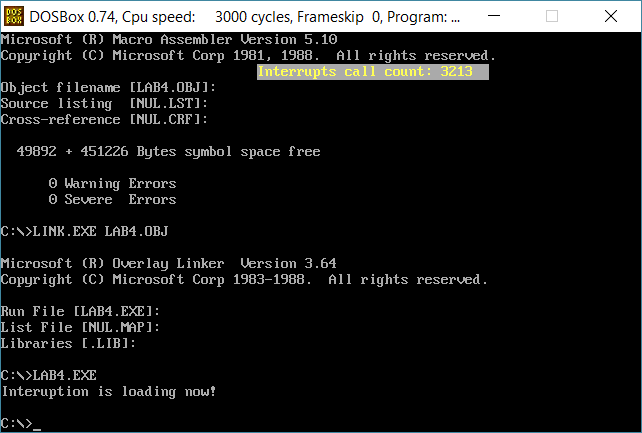 DOSBox 0.74, Cpu speed:    3000 cycles, Frameskip  0, Program: ...
Microsoft (R) Macro Assembler Version 5.10
Copyright (C) Microsoft Corp 1981, 1988.  All rights reserved.
Interrupts call count: 3213
Object filename [LAB4.OBJ]:
Source listing  [NUL.LST]:
Cross-reference [NUL.CRF]:
49892 + 451226 Bytes symbol space free
0 Warning Errors
0 Severe  Errors
C:\>LINK.EXE LAB4.OBJ
Microsoft (R) Overlay Linker  Version 3.64
Copyright (C) Microsoft Corp 1983-1988.  All rights reserved.
Run File [LAB4.EXE]:
List File [NUL.MAP]:
Libraries [.LIB]:
C:\>LAB4.EXE
Interuption is loading now!
C:\>_